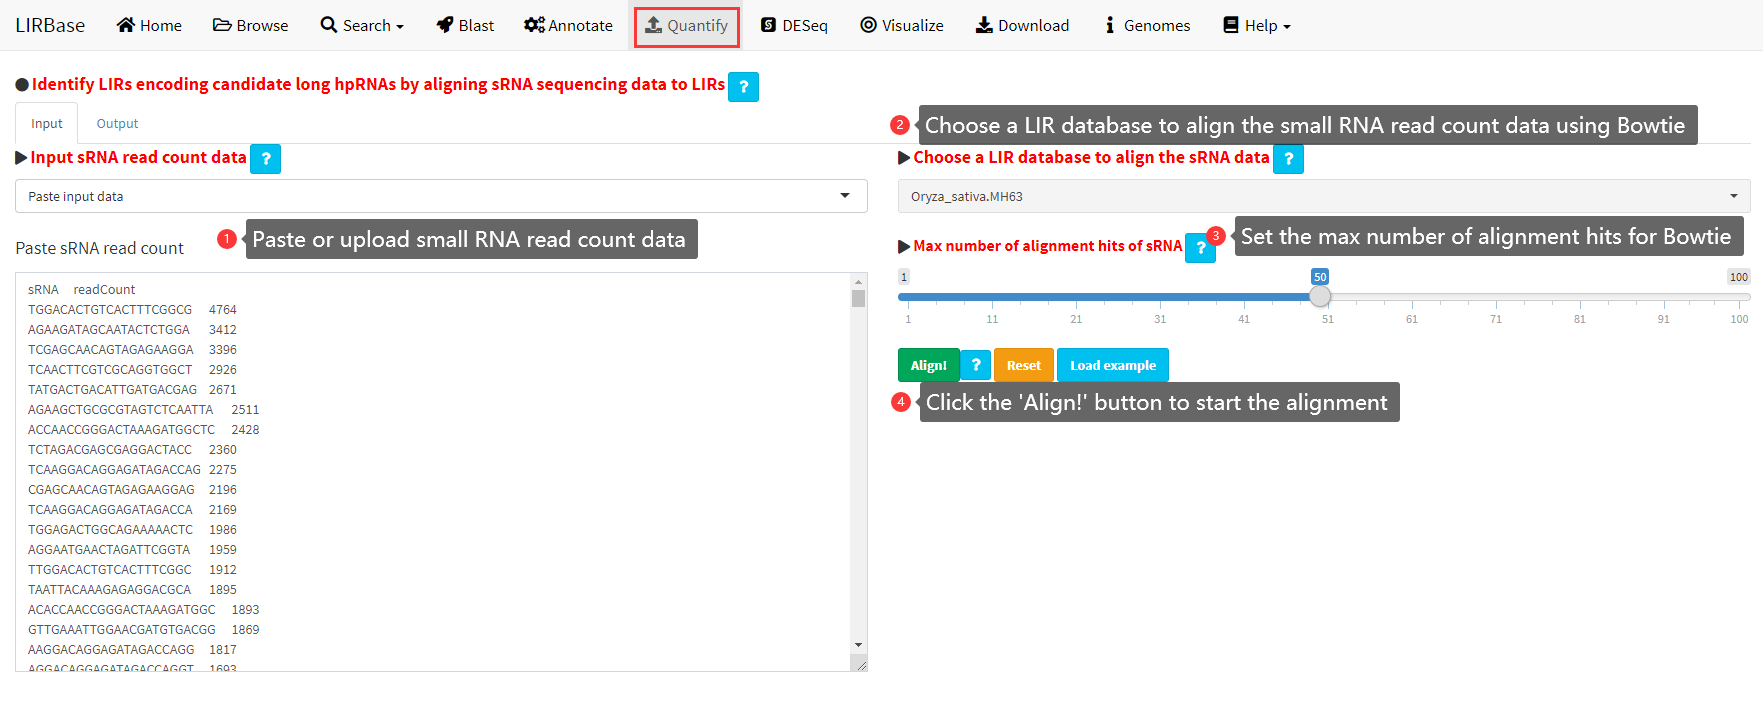 LIRBase Home Browse Search Blast Annotate Quantify DESeq Visualize Download Genomes Help
Identify LIRs encoding candidate long hpRNAs by aligning sRNA sequencing data to LIRs ?
Input Output
2 Choose a LIR database to align the small RNA read count data using Bowtie
Input sRNA read count data ?
Choose a LIR database to align the sRNA data ?
Paste input data
Oryza_sativa.MH63
Paste sRNA read count
1 Paste or upload small RNA read count data
Max number of alignment hits of sRNA ?
3 Set the max number of alignment hits for Bowtie
1 50 100
1 11 21 31 41 51 61 71 81 91 100
Align! ? Reset Load example
4 Click the 'Align!' button to start the alignment
sRNA readCount
TGGACACTGTCACTTTCGGCG 4764
AGAAGATAGCAATACTCTGGA 3412
TCGAGCAACAGTAGAGAAGGA 3396
TCAACTTCGTCGCAGGTGGCT 2926
TATGACTGACATTGATGACGAG 2671
AGAAGCTGCGCGTAGTCTCAATTA 2511
ACCAACCGGGACTAAAGATGGCTC 2428
TCTAGACGAGCGAGGACTACC 2360
TCAAGGACAGGAGATAGACCAG 2275
CGAGCAACAGTAGAGAAGGAG 2196
TCAAGGACAGGAGATAGACCA 2169
TGGAGACTGGCAGAAAAACTC 1986
AGGAATGAACTAGATTCGGTA 1959
TTGGACACTGTCACTTTCGGC 1912
TAATTACAAAGAGAGGACGCA 1895
ACACCAACCGGGACTAAAGATGGC 1893
GTTGAAATTGGAACGATGTGACGG 1869
AAGGACAGGAGATAGACCAGG 1817
AGGACAGGAGATAGACCAGGT 1693